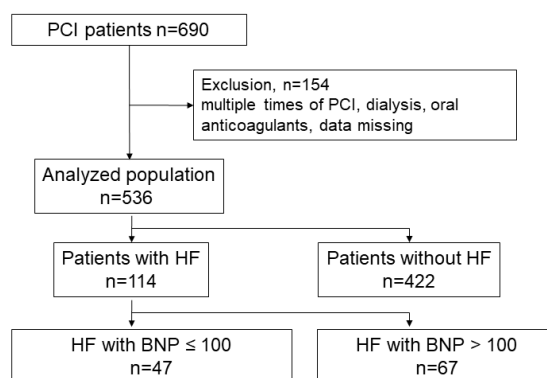 PCI patients n=690
Exclusion, n=154
multiple times of PCI, dialysis, oral
anticoagulants, data missing
Analyzed population
n=536
Patients with HF
n=114
Patients without HF
n=422
HF with BNP ≤ 100
n=47
HF with BNP > 100
n=67